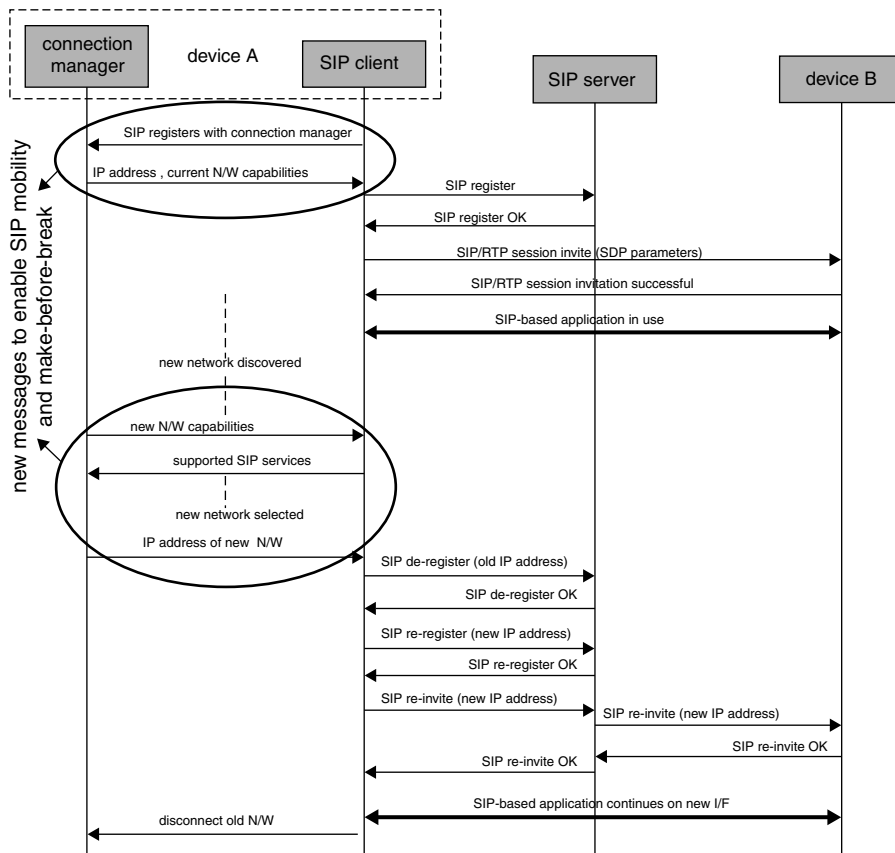 connection
manager
device A
SIP client
SIP server
device B
new messages to enable SIP mobility
and make-before-break
SIP registers with connection manager
IP address , current N/W capabilities
SIP register
SIP register OK
SIP/RTP session invite (SDP parameters)
SIP/RTP session invitation successful
SIP-based application in use
new network discovered
new N/W capabilities
supported SIP services
new network selected
IP address of new N/W
SIP de-register (old IP address)
SIP de-register OK
SIP re-register (new IP address)
SIP re-register OK
SIP re-invite (new IP address)
SIP re-invite (new IP address)
SIP re-invite OK
SIP re-invite OK
SIP-based application continues on new I/F
disconnect old N/W